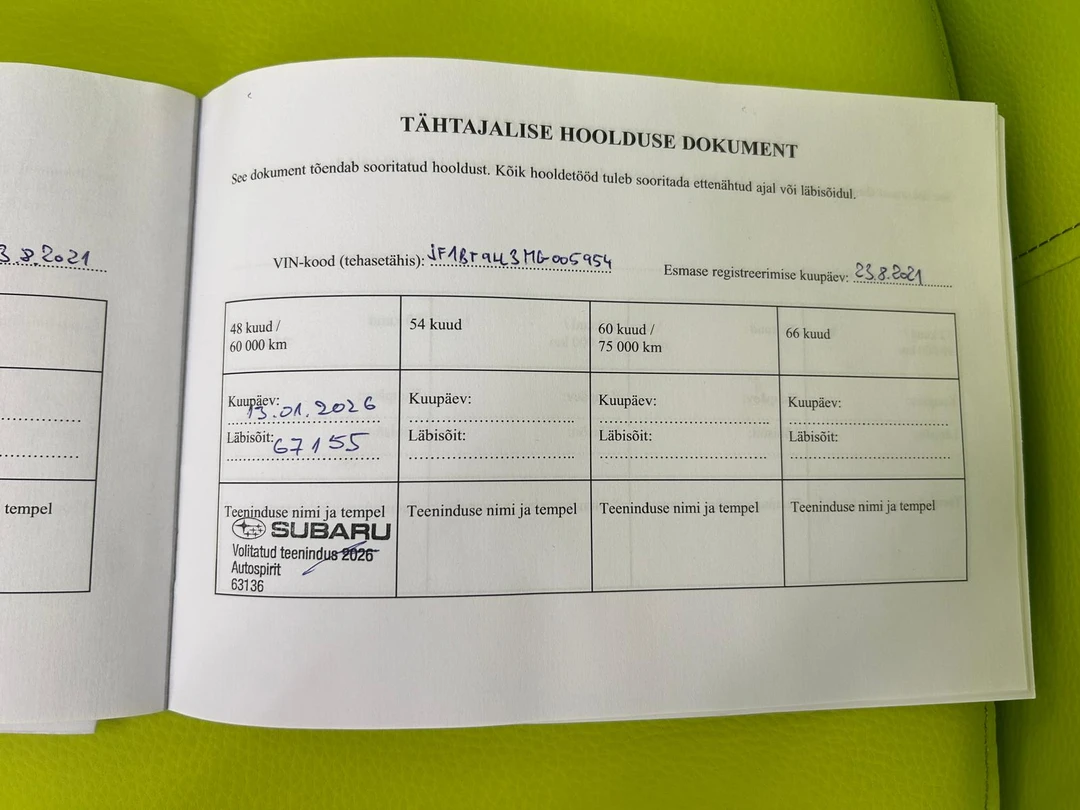 3.8.2021
tempel
TÄHTAJALISE HOOLDUSE DOKUMENT
See dokument tõendab sooritatud hooldust. Kõik hooldetööd tuleb sooritada ettenähtud ajal või läbisõidul.
VIN-kood (tehasetähis): JF1BT9443MG005954
Esmase registreerimise kuupäev: 23.8.2021
48 kuud /
60 000 km
54 kuud
60 kuud /
75 000 km
66 kuud
Kuupäev: 13.01.2026
Läbisõit: 67155
Kuupäev:
Läbisõit:
Kuupäev:
Läbisõit:
Kuupäev:
Läbisõit:
Teeninduse nimi ja tempel
SUBARU
Volitatud teenindus 2026
Autospirit
63136
Teeninduse nimi ja tempel
Teeninduse nimi ja tempel
Teeninduse nimi ja tempel